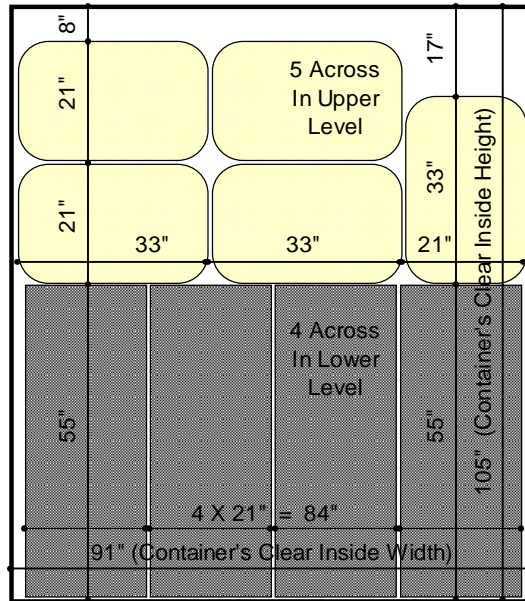 8"
17"
21"
5 Across
In Upper
Level
33"
21"
33"
33"
21"
105" (Container's Clear Inside Height)
4 Across
In Lower
Level
55"
55"
4 X 21" = 84"
91" (Container's Clear Inside Width)